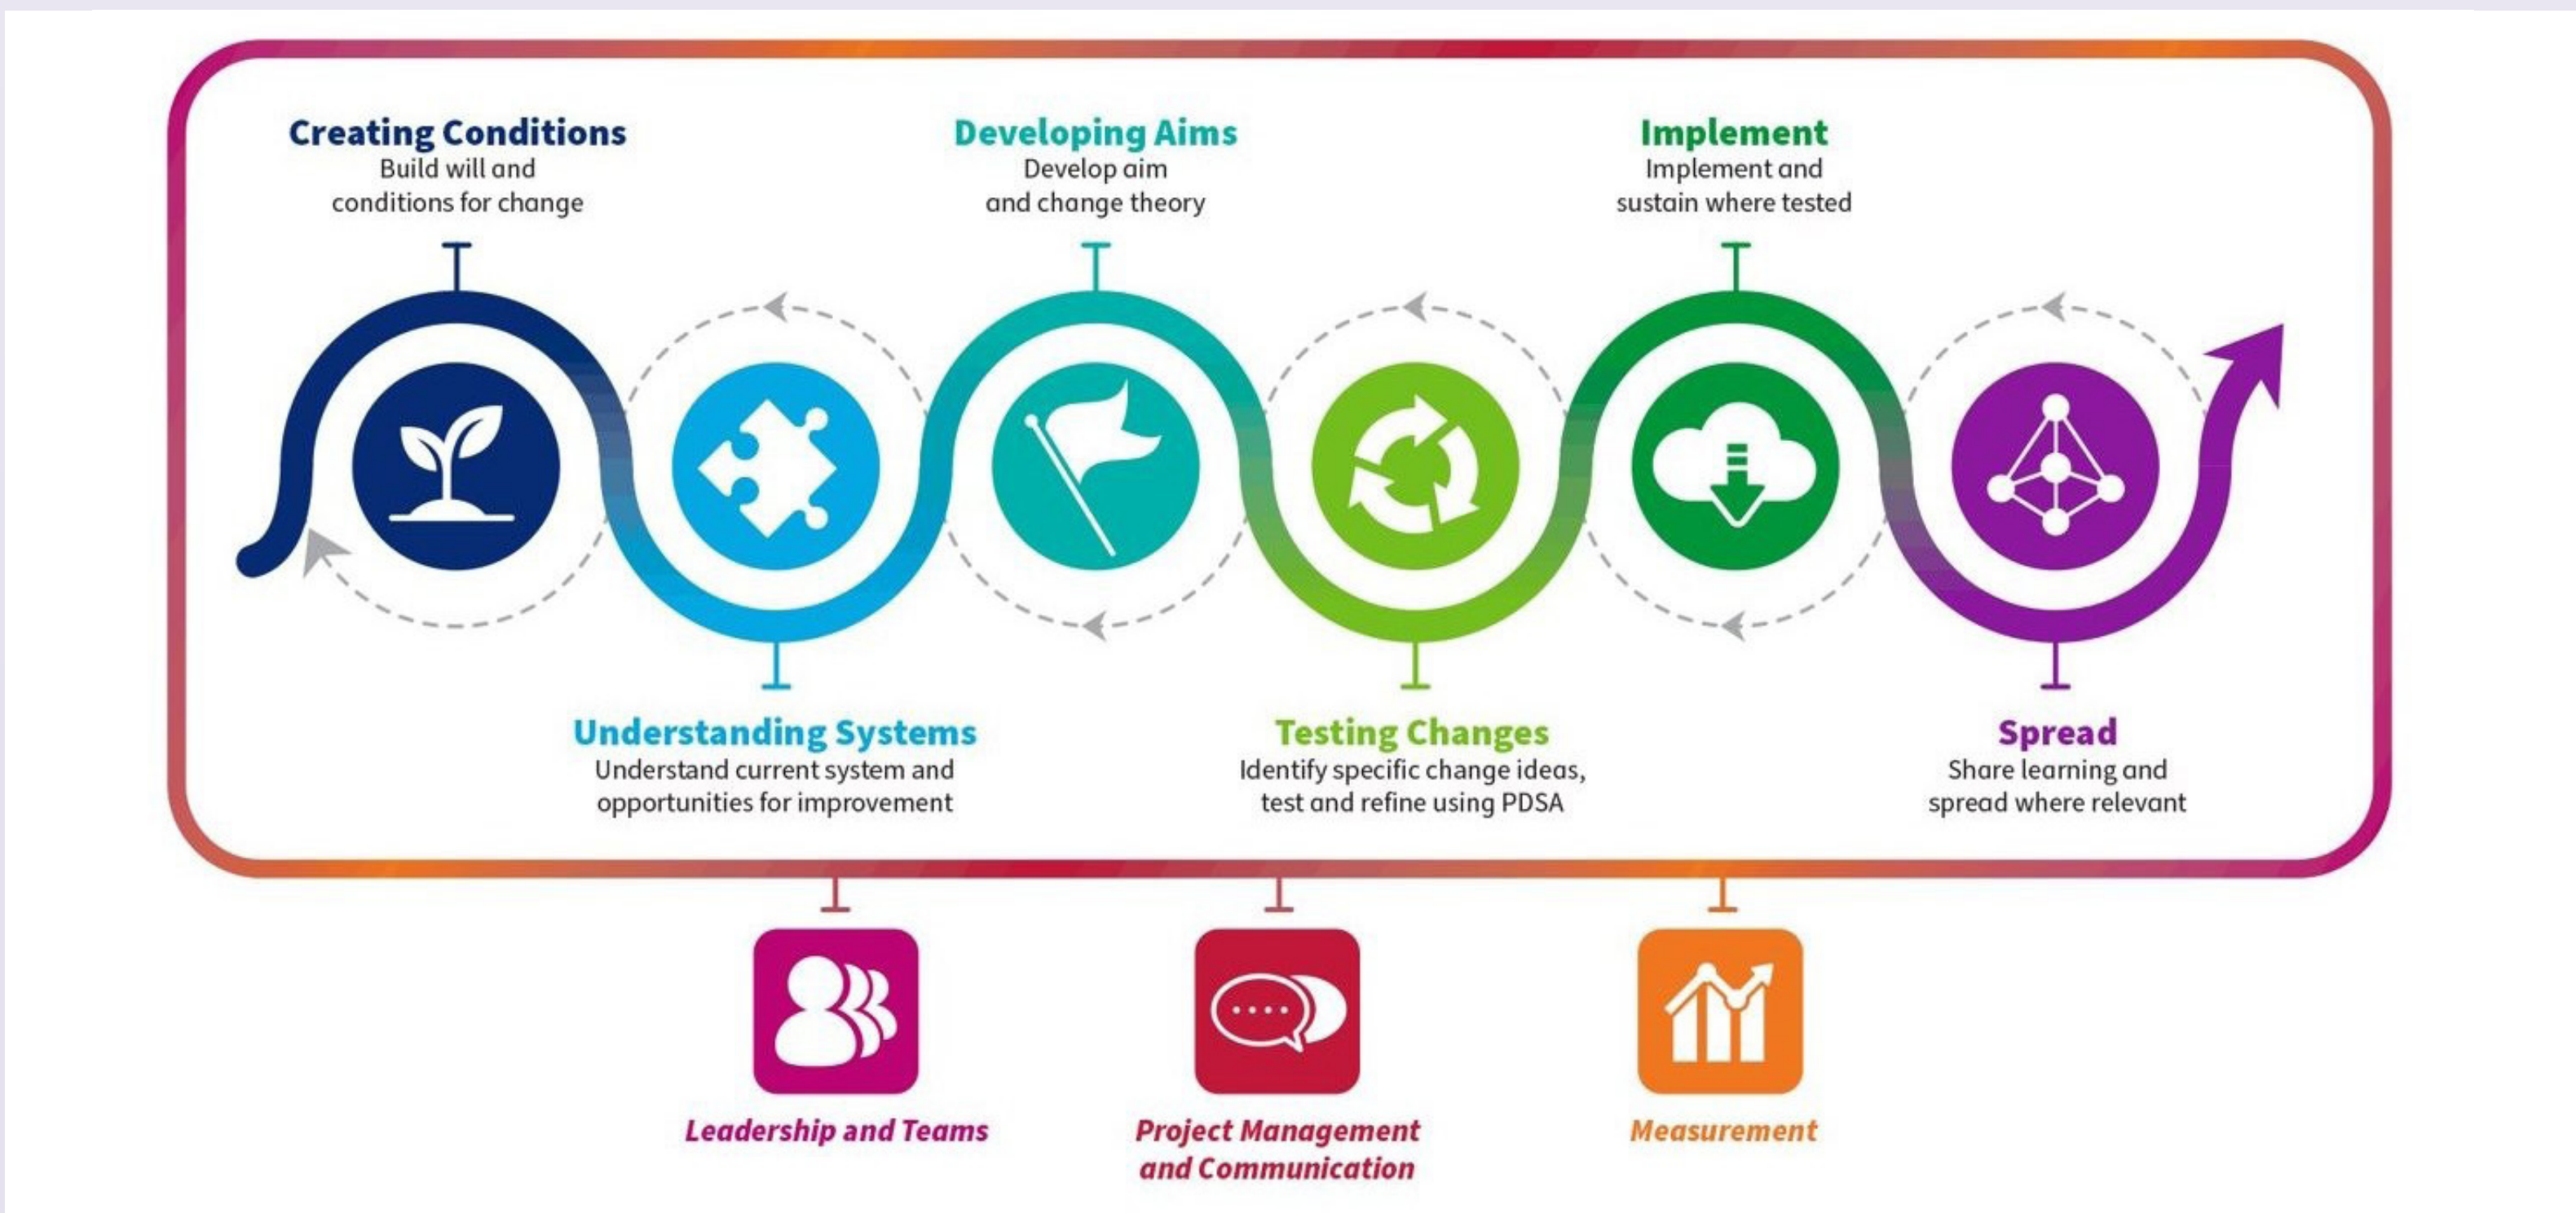 Creating Conditions
Build will and
conditions for change
Developing Aims
Develop aim
and change theory
Implement
Implement and
sustain where tested
Understanding Systems
Understand current system and
opportunities for improvement
Testing Changes
Identify specific change ideas,
test and refine using PDSA
Spread
Share learning and
spread where relevant
Leadership and Teams
Project Management
and Communication
Measurement